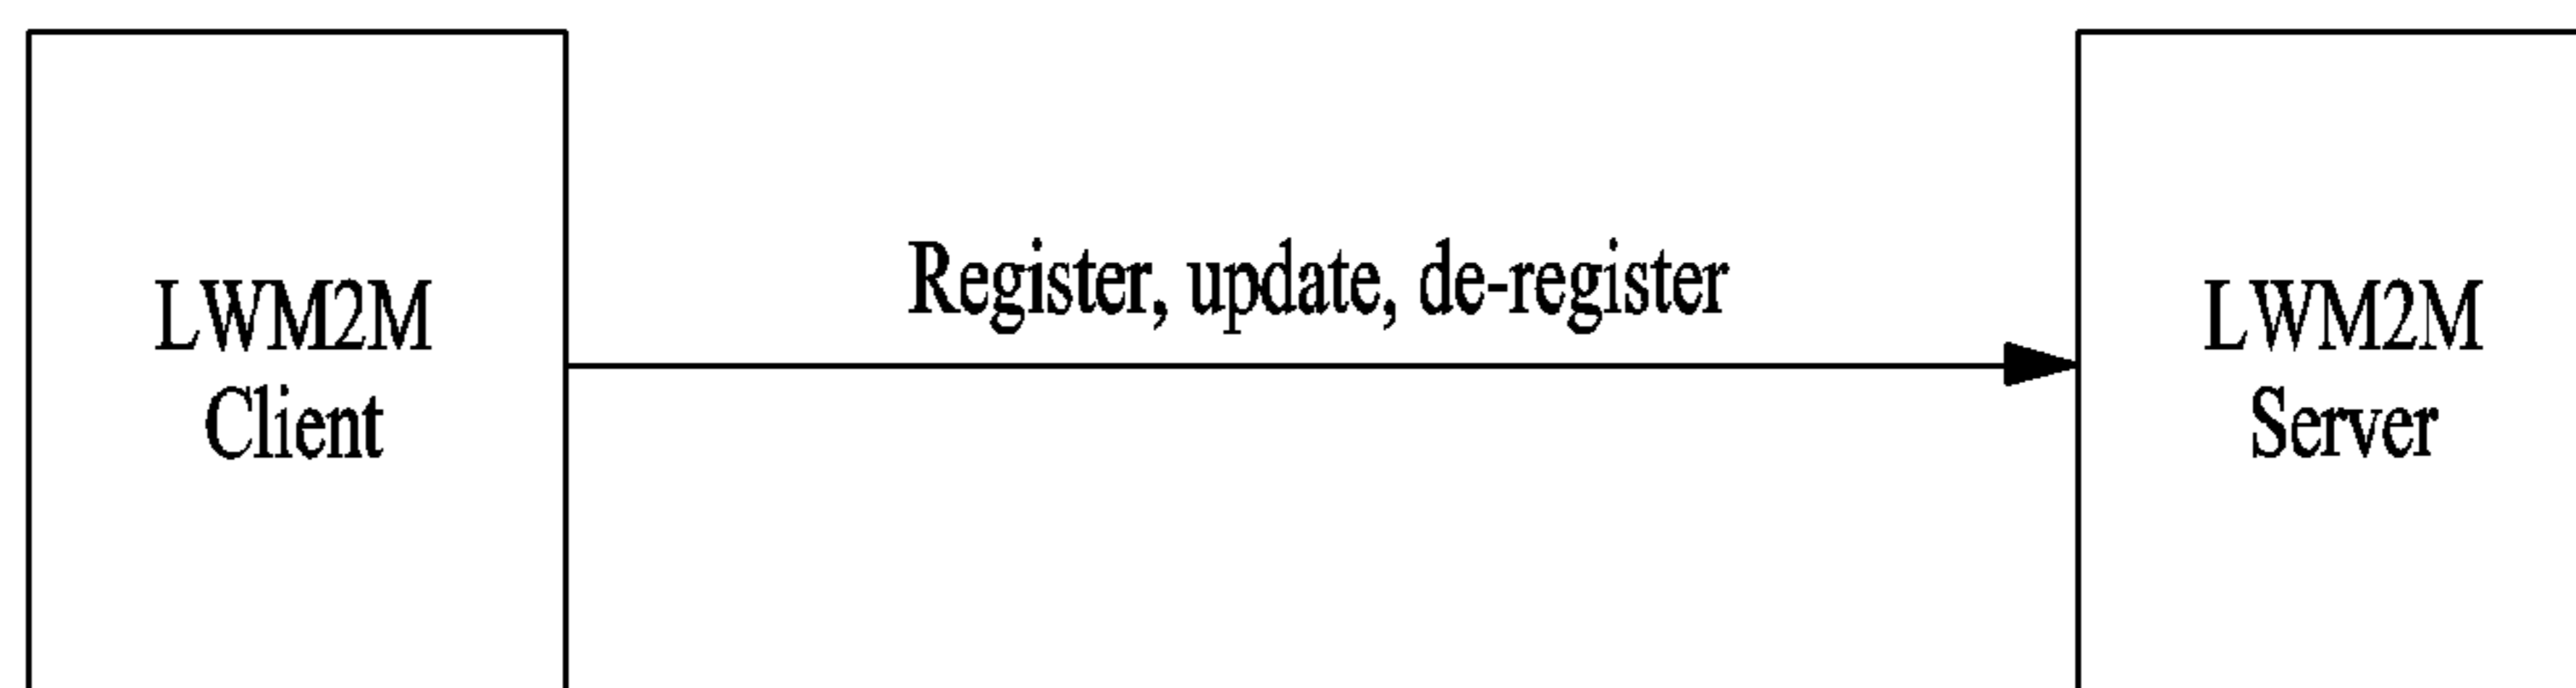 LWM2M
Client
Register, update, de-register
LWM2M
Server